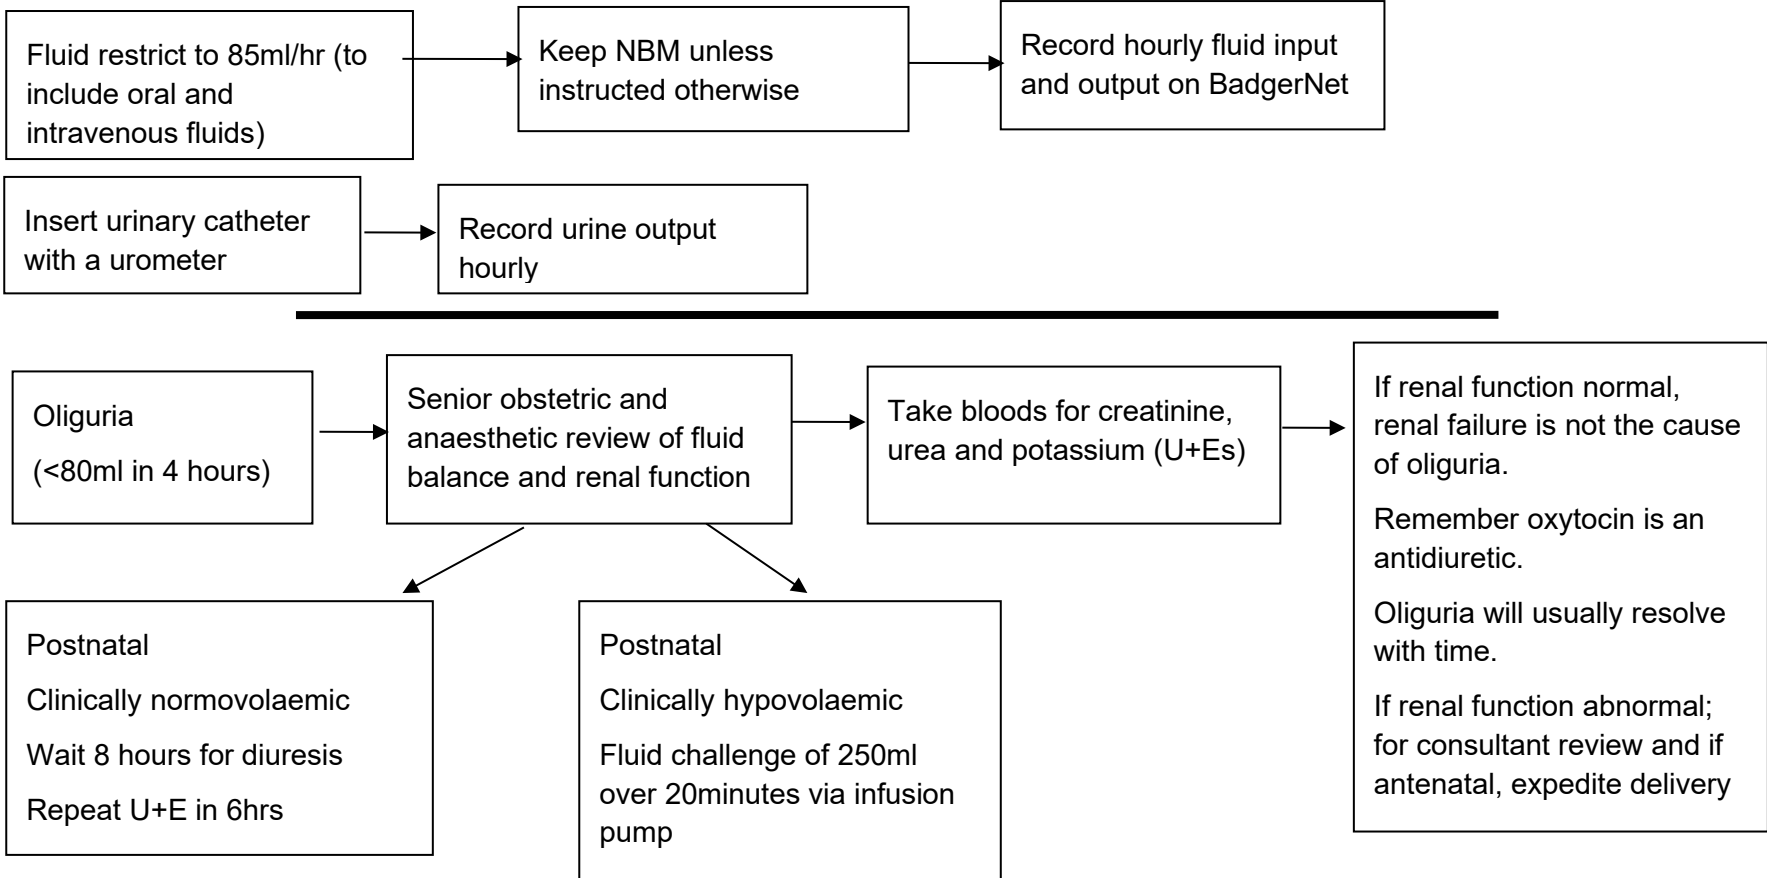 Fluid restrict to 85ml/hr (to
include oral and
intravenous fluids)
Keep NBM unless
instructed otherwise
Record hourly fluid input
and output on BadgerNet
Insert urinary catheter
with a urometer
Record urine output
hourly
Oliguria
(<80ml in 4 hours)
Senior obstetric and
anaesthetic review of fluid
balance and renal function
Take bloods for creatinine,
urea and potassium (U+Es)
If renal function normal,
renal failure is not the cause
of oliguria.
Remember oxytocin is an
antidiuretic.
Oliguria will usually resolve
with time.
If renal function abnormal;
for consultant review and if
antenatal, expedite delivery
Postnatal
Clinically normovolaemic
Wait 8 hours for diuresis
Repeat U+E in 6hrs
Postnatal
Clinically hypovolaemic
Fluid challenge of 250ml
over 20minutes via infusion
pump